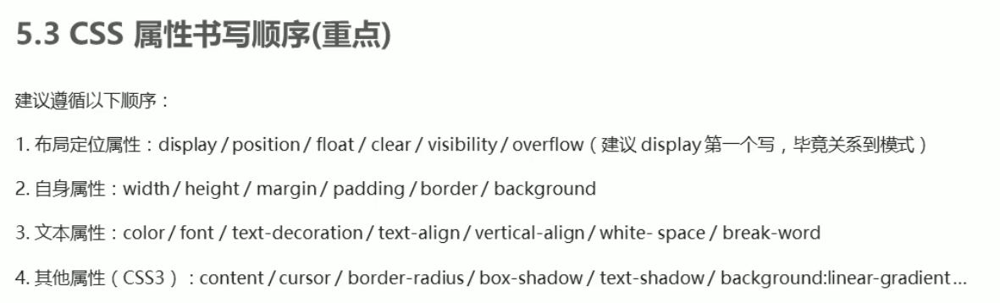 5.3 CSS 属性书写顺序(重点)
建议遵循以下顺序：
1. 布局定位属性：display / position / float / clear / visibility / overflow（建议 display 第一个写，毕竟关系到模式）
2. 自身属性：width / height / margin / padding / border / background
3. 文本属性：color / font / text-decoration / text-align / vertical-align / white- space / break-word
4. 其他属性（CSS3）：content / cursor / border-radius / box-shadow / text-shadow / background:linear-gradient…